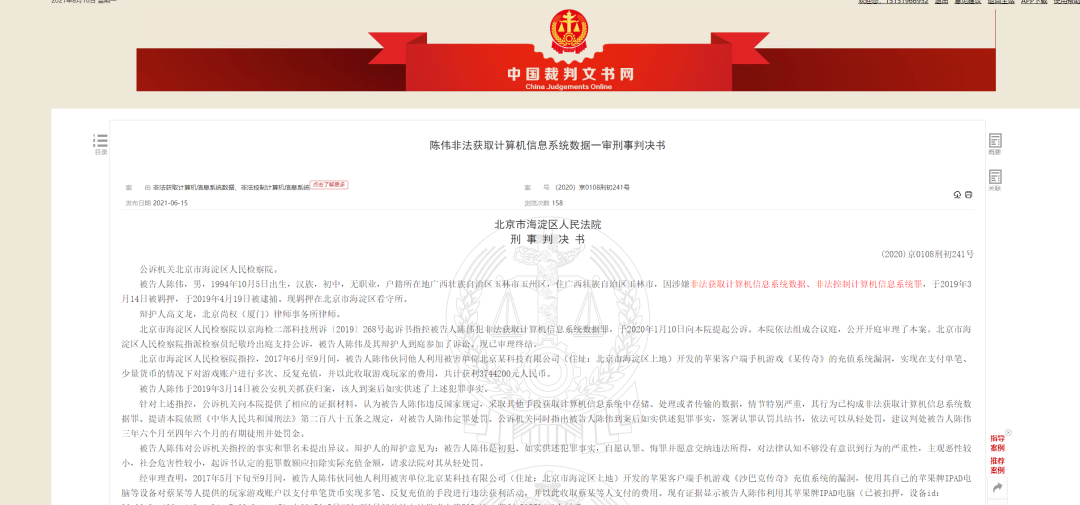 2021年8月16日 星期一
欢迎您，15151966952 退出 意见建议 返回主站 APP下载 使用帮助
中国裁判文书网
China Judgements Online
目录
概要
关联
陈伟非法获取计算机信息系统数据一审刑事判决书
案 由 非法获取计算机信息系统数据、非法控制计算机信息系统 点击了解更多
案 号 （2020）京0108刑初241号
发布日期 2021-06-15
浏览次数 158
北京市海淀区人民法院
刑 事 判 决 书
（2020）京0108刑初241号
公诉机关北京市海淀区人民检察院。
被告人陈伟，男，1994年10月5日出生，汉族，初中，无职业，户籍所在地广西壮族自治区玉林市玉州区，住广西壮族自治区玉林市，因涉嫌非法获取计算机信息系统数据、非法控制计算机信息系统罪，于2019年3
月14日被羁押，于2019年4月19日被逮捕。现羁押在北京市海淀区看守所。
辩护人高文龙，北京尚权（厦门）律师事务所律师。
北京市海淀区人民检察院以京海检二部科技刑诉〔2019〕268号起诉书指控被告人陈伟犯非法获取计算机信息系统数据罪，于2020年1月10日向本院提起公诉。本院依法组成合议庭，公开开庭审理了本案。北京市海
淀区人民检察院指派检察员纪敬玲出庭支持公诉，被告人陈伟及其辩护人到庭参加了诉讼。现已审理终结。
北京市海淀区人民检察院指控，2017年6月至9月间，被告人陈伟伙同他人利用被害单位北京某科技有限公司（住址：北京市海淀区上地）开发的苹果客户端手机游戏《某传奇》的充值系统漏洞，实现在支付单笔、
少量货币的情况下对游戏账户进行多次、反复充值，并以此收取游戏玩家的费用，共计获利3744200元人民币。
被告人陈伟于2019年3月14日被公安机关抓获归案，该人到案后如实供述了上述犯罪事实。
针对上述指控，公诉机关向本院提供了相应的证据材料，认为被告人陈伟违反国家规定，采取其他手段获取计算机信息系统中存储、处理或者传输的数据，情节特别严重，其行为已构成非法获取计算机信息系统数
据罪。提请本院依照《中华人民共和国刑法》第二百八十五条之规定，对被告人陈伟定罪处罚。公诉机关同时指出被告人陈伟到案后如实供述犯罪事实，签署认罪认罚具结书，依法可以从轻处罚。建议判处被告人陈伟
三年六个月至四年六个月的有期徒刑并处罚金。
被告人陈伟对公诉机关指控的事实和罪名未提出异议。辩护人的辩护意见为：被告人陈伟是初犯、如实供述犯罪事实，自愿认罪、悔罪并愿意交纳违法所得，对法律认知不够没有意识到行为的严重性，主观恶性较
小，社会危害性较小，起诉书认定的犯罪数额应扣除实际充值金额，请求法院对其从轻处罚。
经审理查明，2017年5月下旬至9月间，被告人陈伟伙同他人利用被害单位北京某科技有限公司（住址：北京市海淀区上地）开发的苹果客户端手机游戏《沙巴克传奇》充值系统的漏洞，使用其自己的苹果牌IPAD电
脑等设备对蔡某等人提供的玩家游戏账户以支付单笔货币实现多笔、反复充值的手段进行违法获利活动，并以此收取蔡某等人支付的费用。现有证据显示被告人陈伟利用其苹果牌IPAD电脑（已被扣押，设备id：
指导
案例
推荐
案例